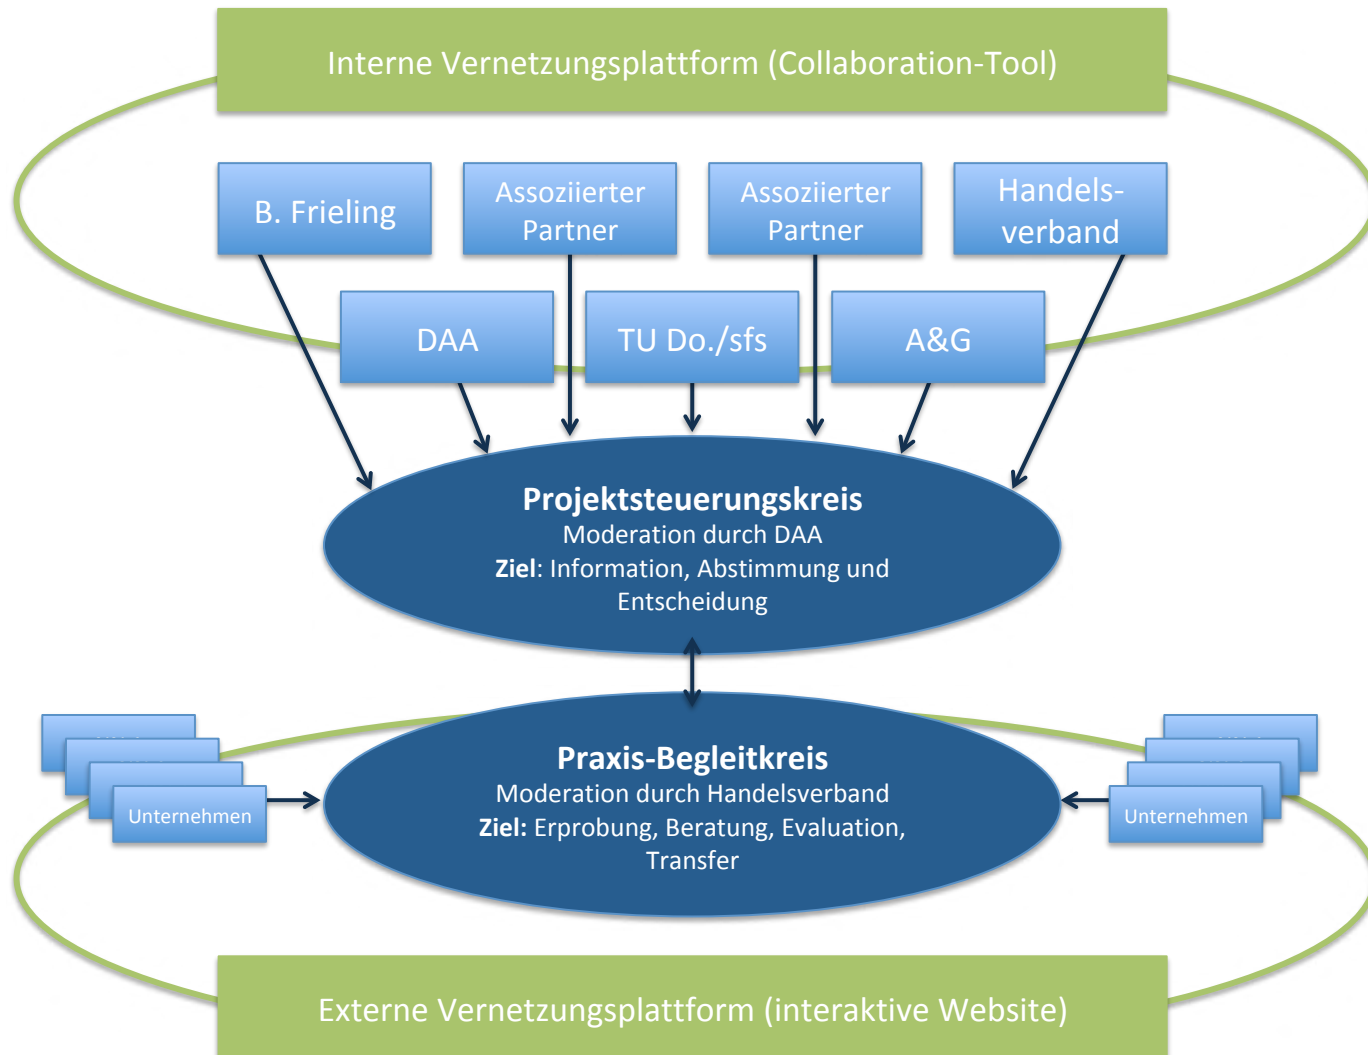 Interne Vernetzungsplattform (Collaboration-Tool)
B. Frieling
Assoziierter
Partner
Assoziierter
Partner
Handels-
verband
DAA
TU Do./sfs
A&G
Projektsteuerungskreis
Moderation durch DAA
Ziel: Information, Abstimmung und
Entscheidung
Praxis-Begleitkreis
Moderation durch Handelsverband
Ziel: Erprobung, Beratung, Evaluation,
Transfer
Unternehmen
Unternehmen
Externe Vernetzungsplattform (interaktive Website)